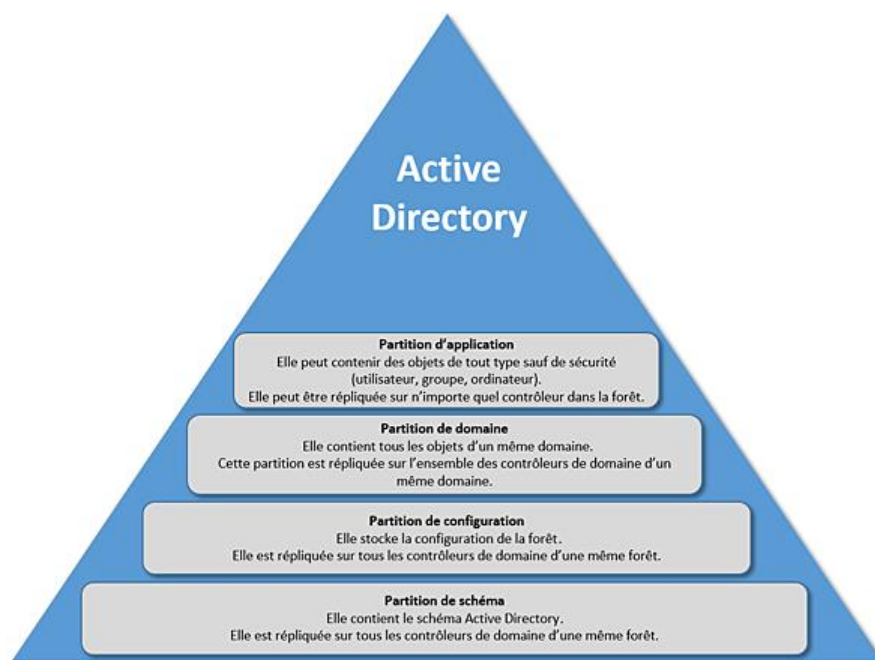 Active
Directory
Partition d'application
Elle peut contenir des objets de tout type sauf de sécurité
(utilisateur, groupe, ordinateur).
Elle peut être répliquée sur n'importe quel contrôleur dans la forêt.
Partition de domaine
Elle contient tous les objets d'un même domaine.
Cette partition est répliquée sur l'ensemble des contrôleurs de domaine d'un
même domaine.
Partition de configuration
Elle stocke la configuration de la forêt.
Elle est répliquée sur tous les contrôleurs de domaine d'une même forêt.
Partition de schéma
Elle contient le schéma Active Directory.
Elle est répliquée sur tous les contrôleurs de domaine d'une même forêt.